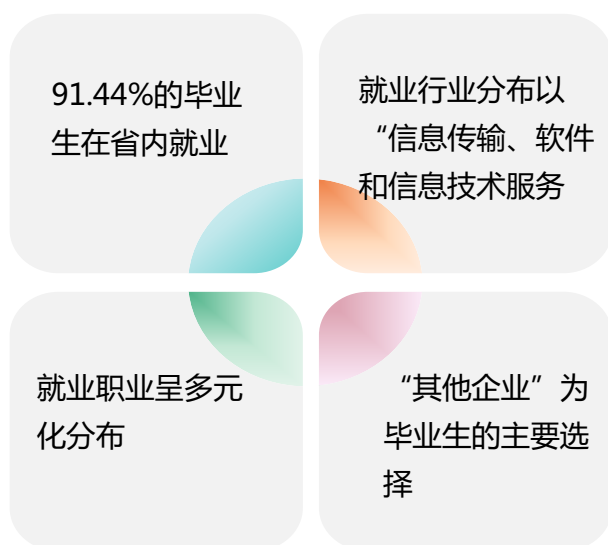 91.44%的毕业
生在省内就业
就业行业分布以
“信息传输、软件
和信息技术服务
就业职业呈多元
化分布
“其他企业”为
毕业生的主要选
择